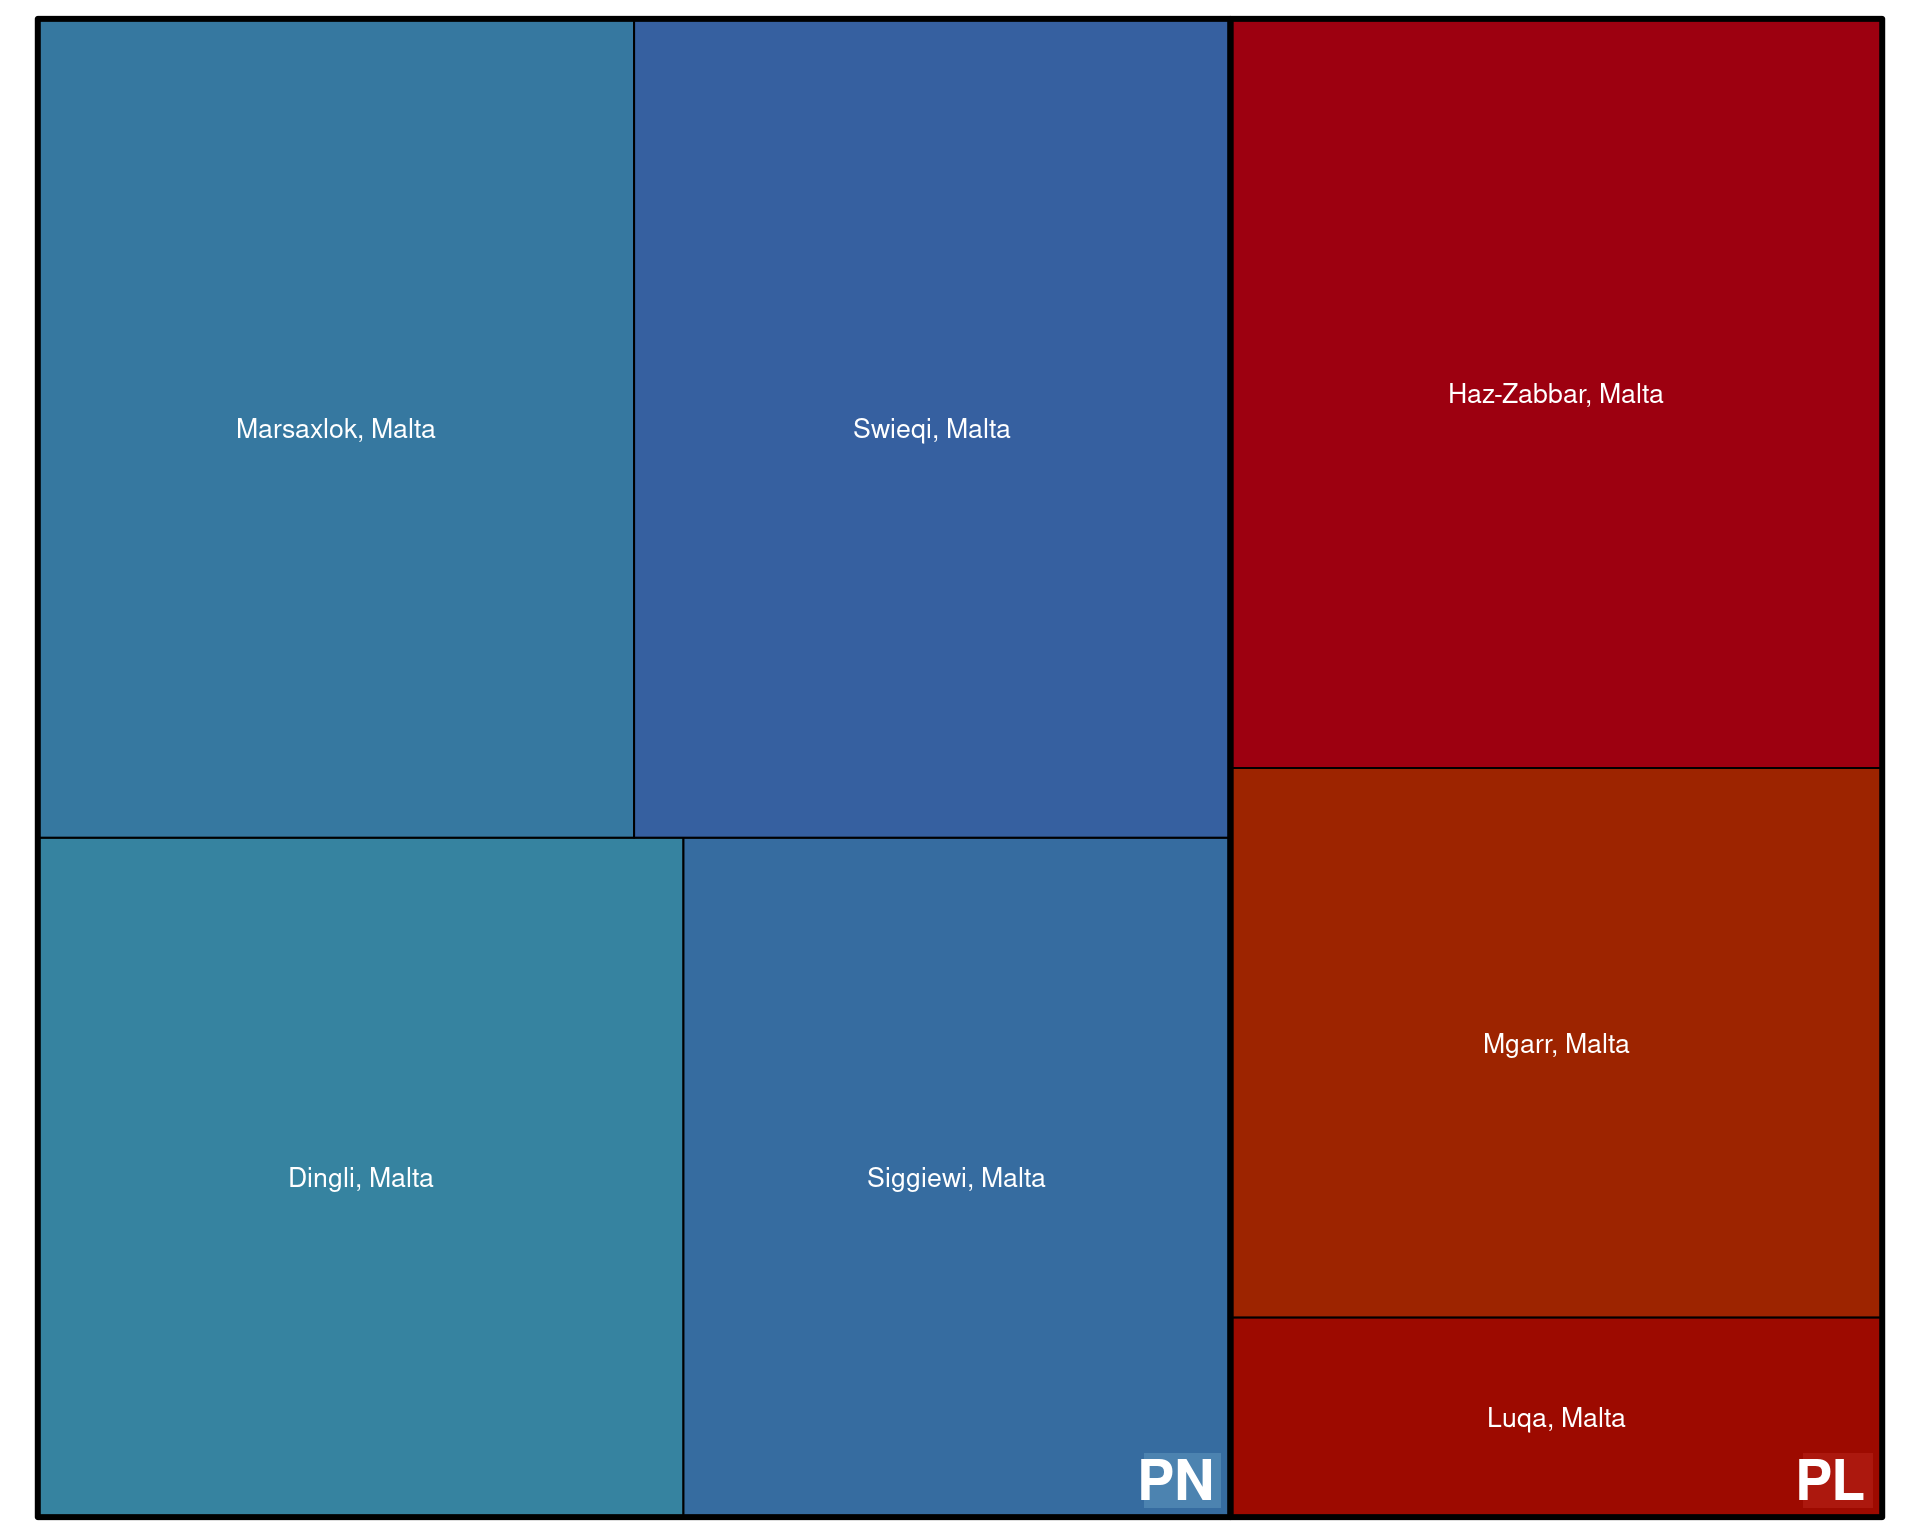 Marsaxlok, Malta
Swieqi, Malta
Haz-Zabbar, Malta
Mgarr, Malta
Dingli, Malta
Siggiewi, Malta
Luqa, Malta
PN
PL